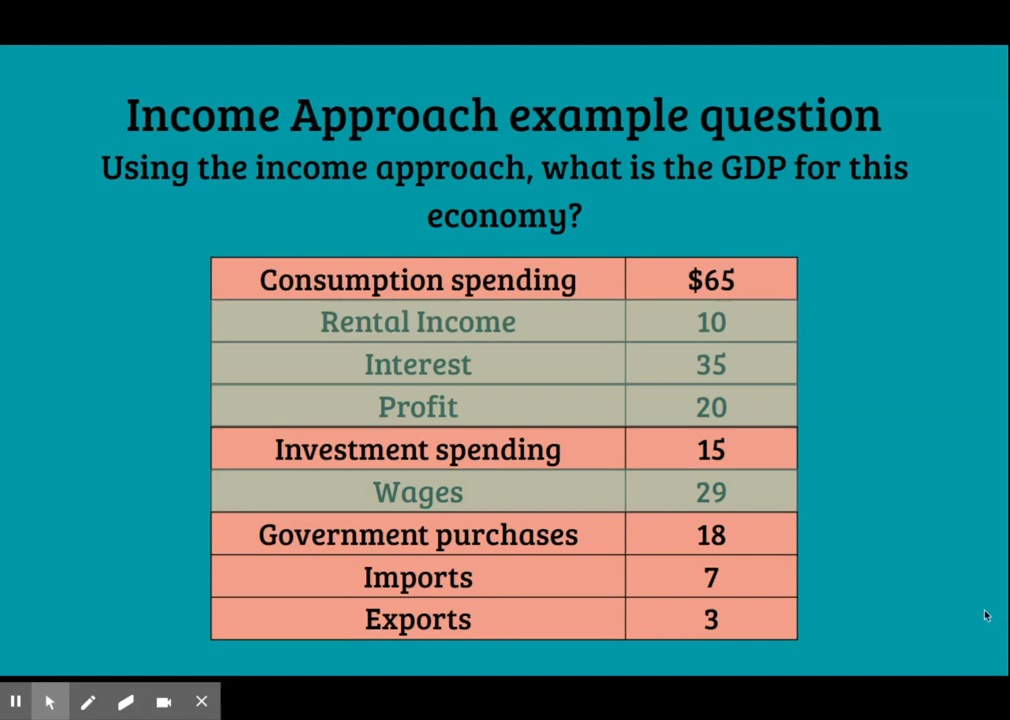 Income Approach example question
Using the income approach, what is the GDP for this
economy?
Consumption spending $65
Rental Income 10
Interest 35
Profit 20
Investment spending 15
Wages 29
Government purchases 18
Imports 7
Exports 3